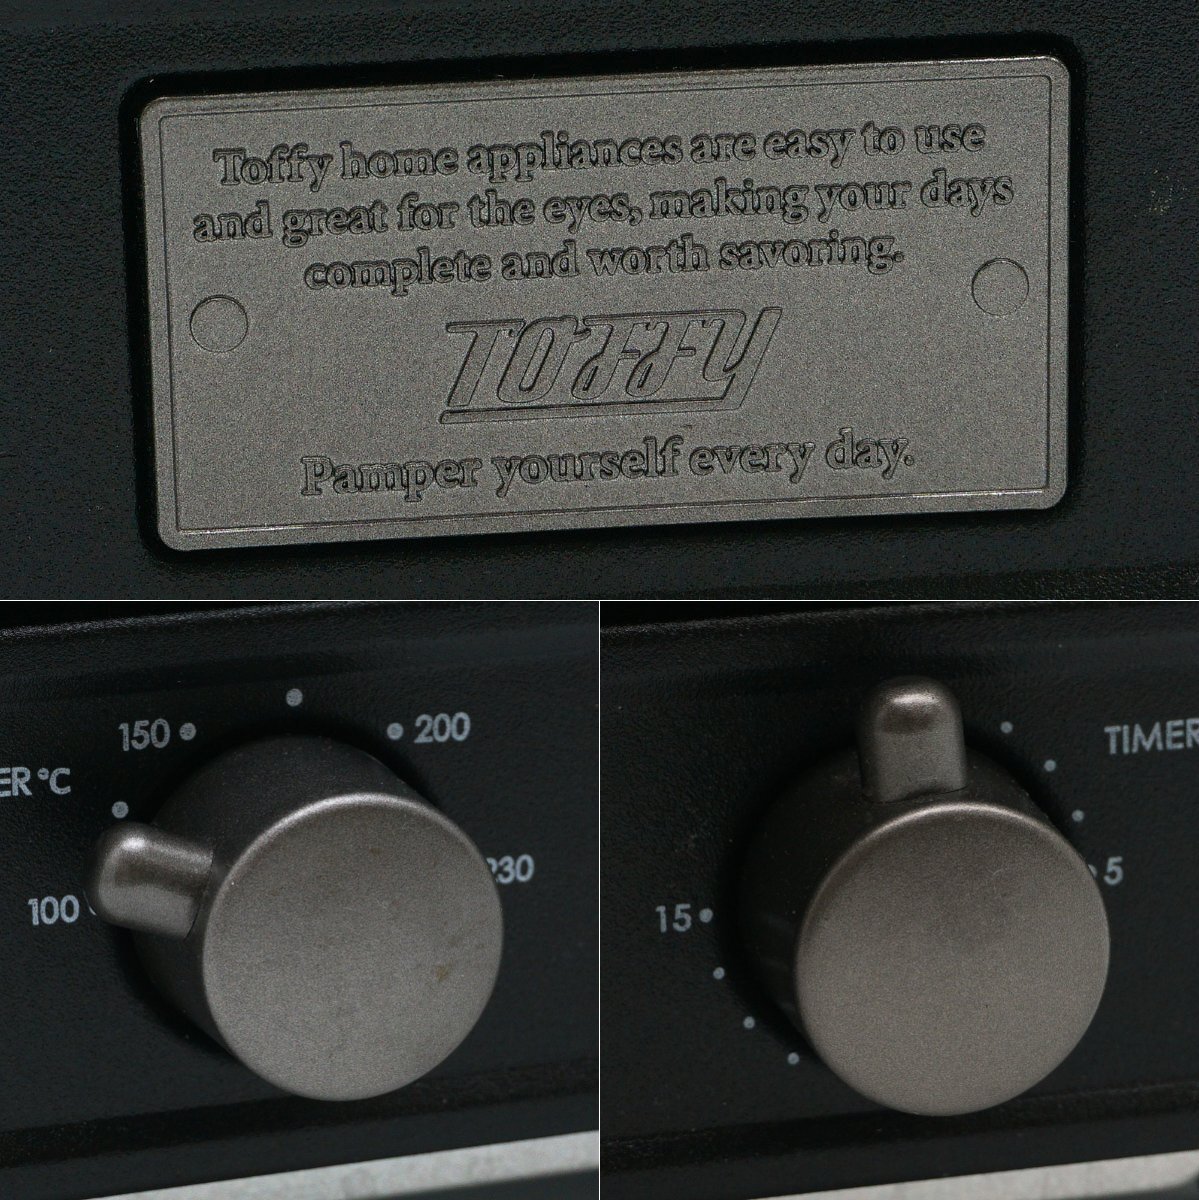 Toffy home appliances are easy to use
and great for the eyes, making your days
complete and worth savoring.
TOFFY
Pamper yourself every day.
150
200
ER °C
100
230
TIMER
5
15